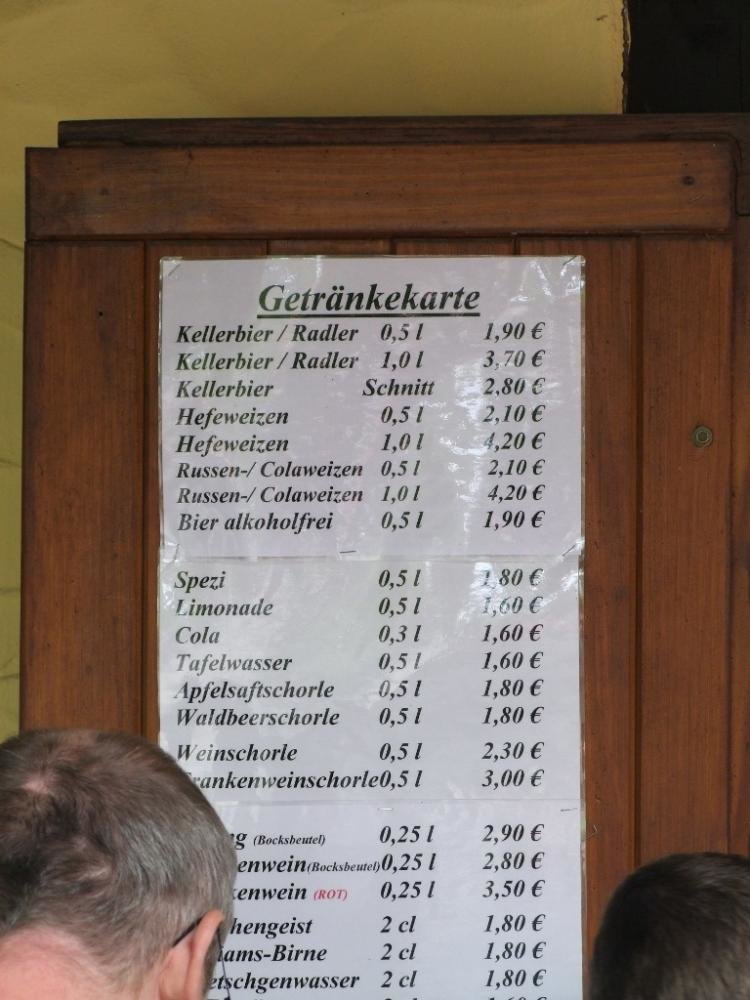 Getränkekarte
Kellerbier / Radler 0,5 l 1,90 €
Kellerbier / Radler 1,0 l 3,70 €
Kellerbier Schnitt 2,80 €
Hefeweizen 0,5 l 2,10 €
Hefeweizen 1,0 l 4,20 €
Russen-/ Colaweizen 0,5 l 2,10 €
Russen-/ Colaweizen 1,0 l 4,20 €
Bier alkoholfrei 0,5 l 1,90 €
Spezi 0,5 l 1,80 €
Limonade 0,5 l 1,60 €
Cola 0,3 l 1,60 €
Tafelwasser 0,5 l 1,60 €
Apfelsaftschorle 0,5 l 1,80 €
Waldbeerschorle 0,5 l 1,80 €
Weinschorle 0,5 l 2,30 €
rankenweinschorle 0,5 l 3,00 €
g (Bocksbeutel) 0,25 l 2,90 €
enwein (Bocksbeutel) 0,25 l 2,80 €
kenwein (ROT) 0,25 l 3,50 €
hengeist 2 cl 1,80 €
iams-Birne 2 cl 1,80 €
etschgenwasser 2 cl 1,80 €